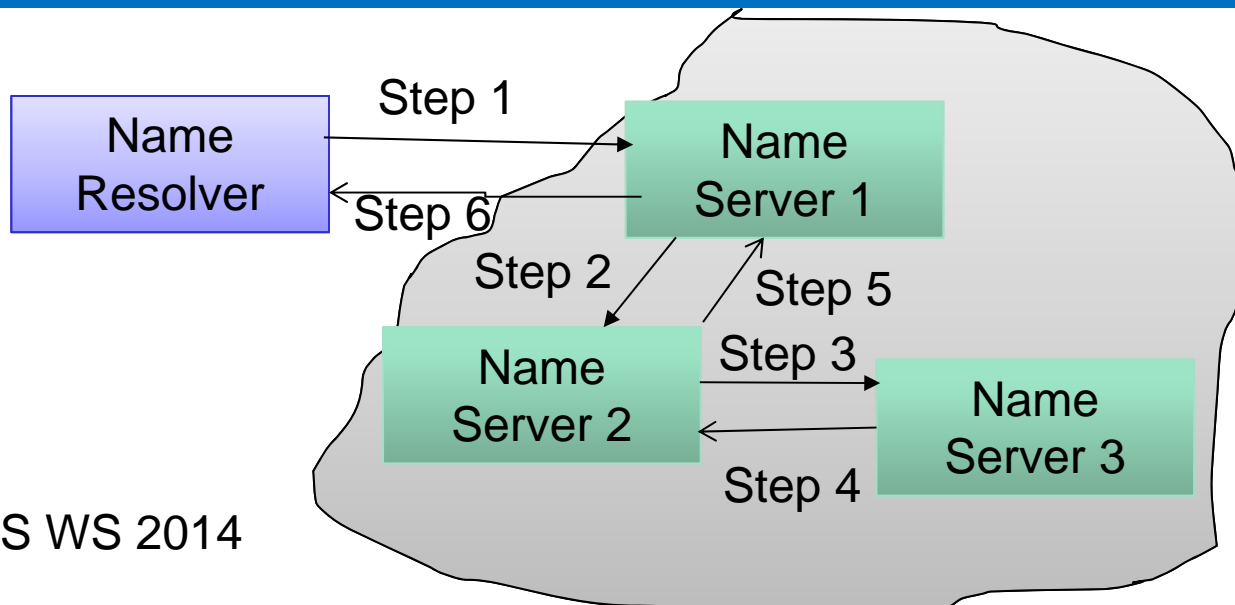 Step 1
Name
Resolver
Name
Server 1
Step 6
Step 2
Step 5
Name
Server 2
Step 3
Name
Server 3
Step 4
S WS 2014